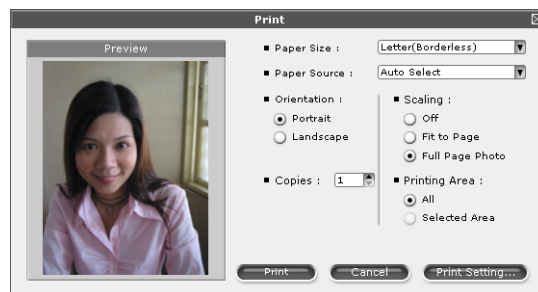 Print
Preview
Paper Size :
Letter(Borderless)
Paper Source :
Auto Select
Orientation :
Portrait
Landscape
Scaling :
Off
Fit to Page
Full Page Photo
Copies :
1
Printing Area :
All
Selected Area
Print
Cancel
Print Setting...